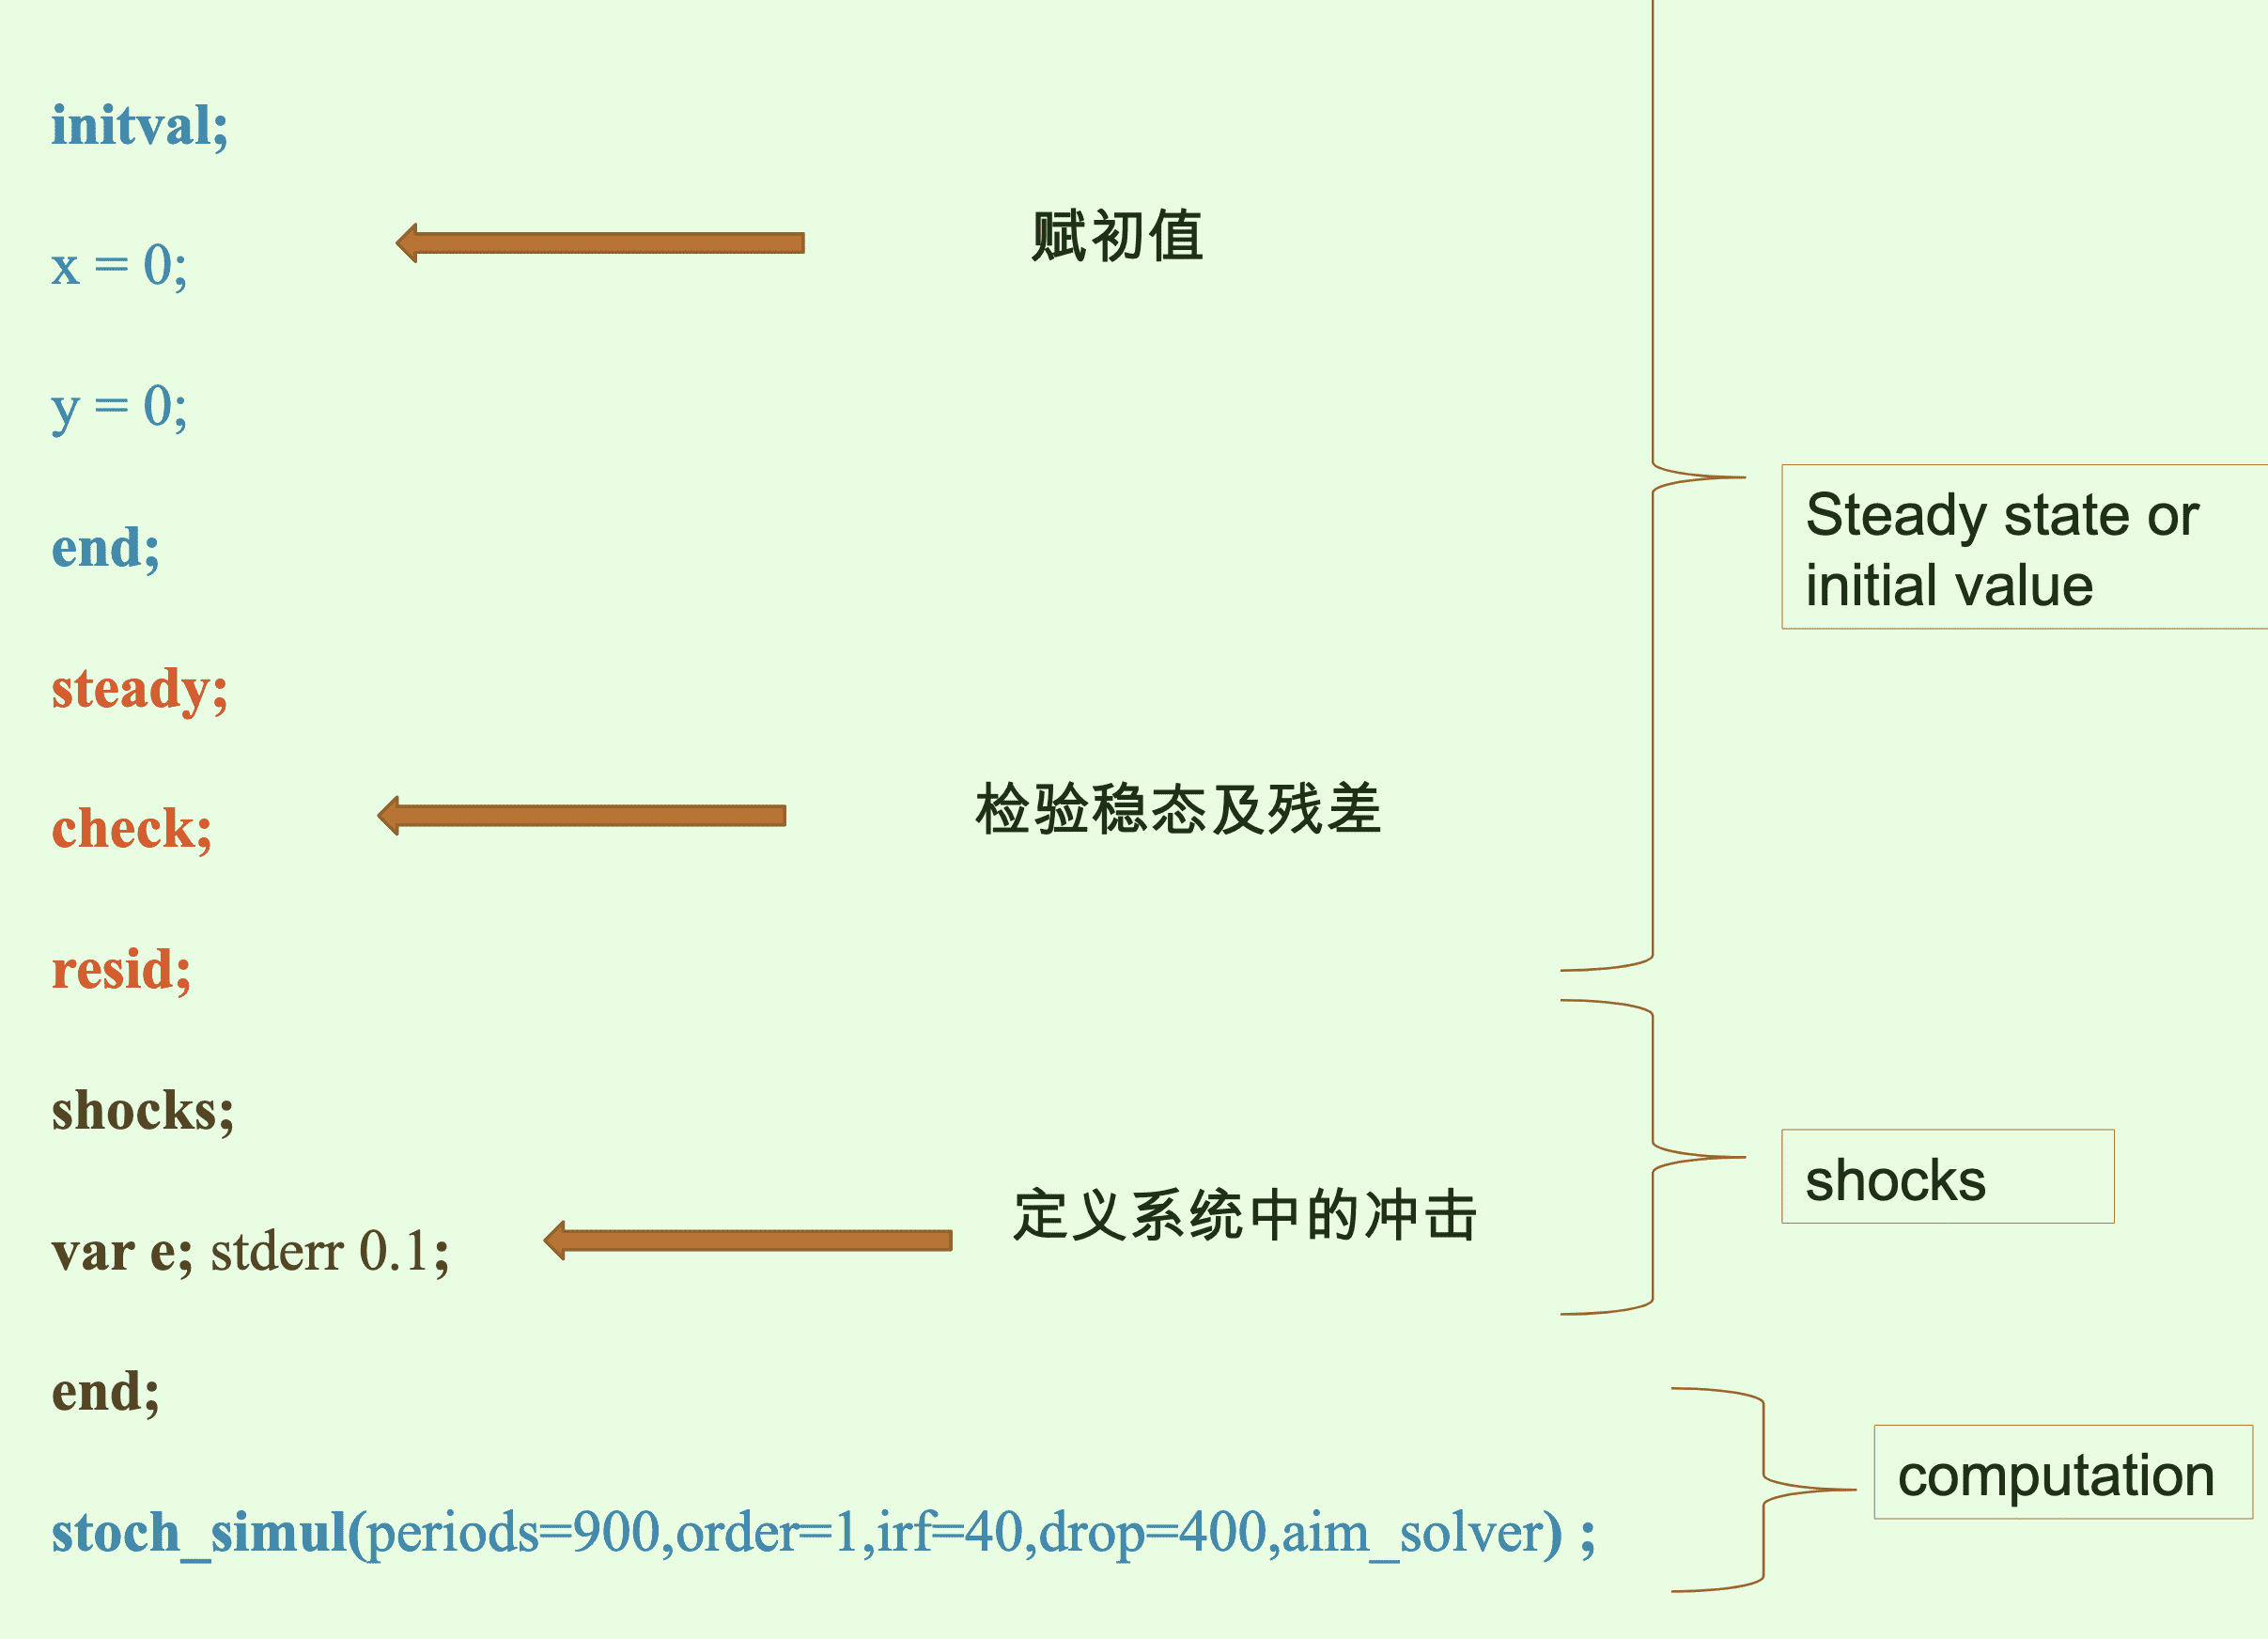 initval;
x = 0;
赋初值
y = 0;
end;
Steady state or
initial value
steady;
check;
检验稳态及残差
resid;
shocks;
var e; stderr 0.1;
定义系统中的冲击
shocks
end;
computation
stoch_simul(periods=900,order=1,irf=40,drop=400,aim_solver) ;